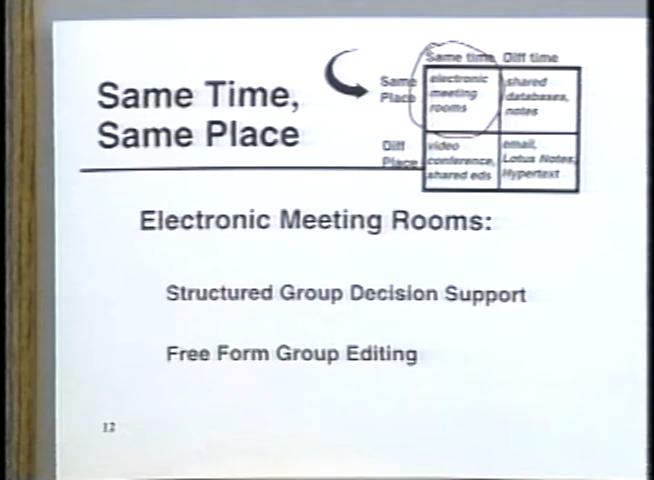 Same Time,
Same Place
Same time Diff time
Same
Place
electronic
meeting
rooms
shared
databases,
notes
Diff
Place
video
conference,
shared eds
email,
Lotus Notes,
Hypertext
Electronic Meeting Rooms:
Structured Group Decision Support
Free Form Group Editing
12